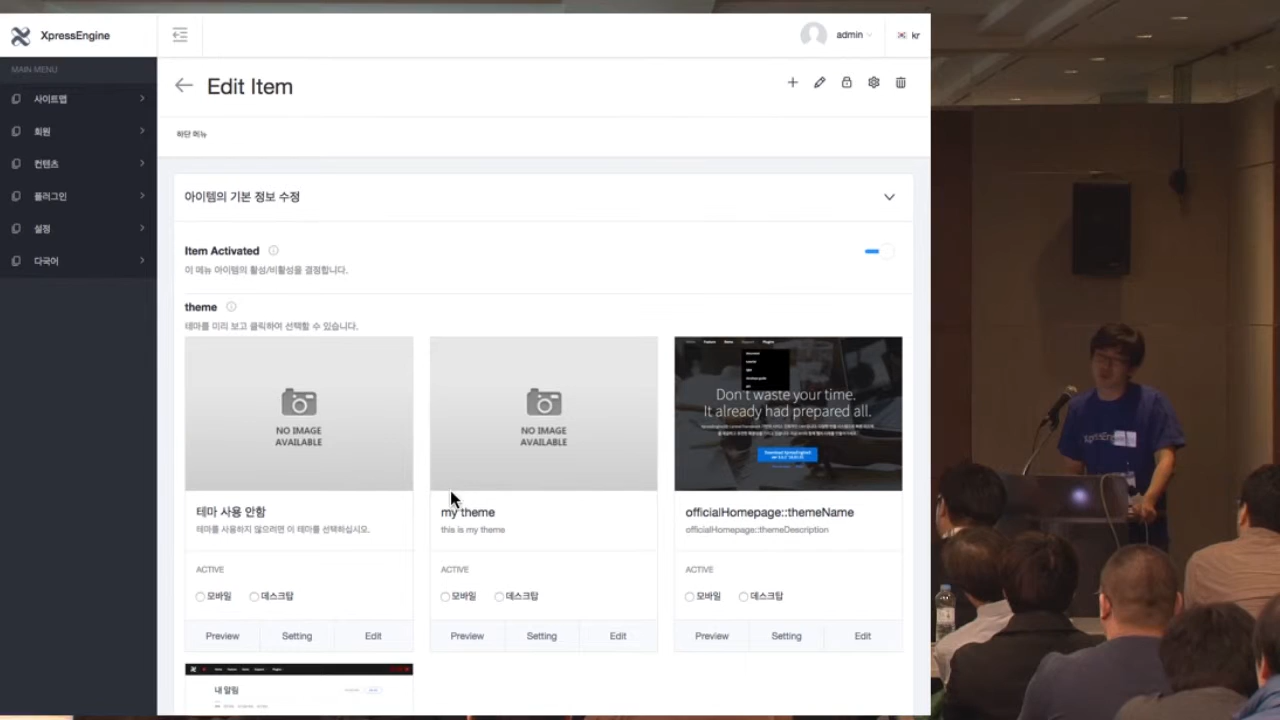 XpressEngine
admin
kr
MAIN MENU
사이트맵
회원
컨텐츠
플러그인
설정
다국어
Edit Item
하단 메뉴
아이템의 기본 정보 수정
Item Activated
이 메뉴 아이템의 활성/비활성을 결정합니다.
theme
테마를 미리 보고 클릭하여 선택할 수 있습니다.
NO IMAGE
AVAILABLE
테마 사용 안함
테마를 사용하지 않으려면 이 테마를 선택하십시오.
ACTIVE
모바일
데스크탑
Preview
Setting
Edit
NO IMAGE
AVAILABLE
my theme
this is my theme
ACTIVE
모바일
데스크탑
Preview
Setting
Edit
Don't waste your time.
It already had prepared all.
officialHomepage::themeName
officialHomepage::themeDescription
ACTIVE
모바일
데스크탑
Preview
Setting
Edit
내 알림